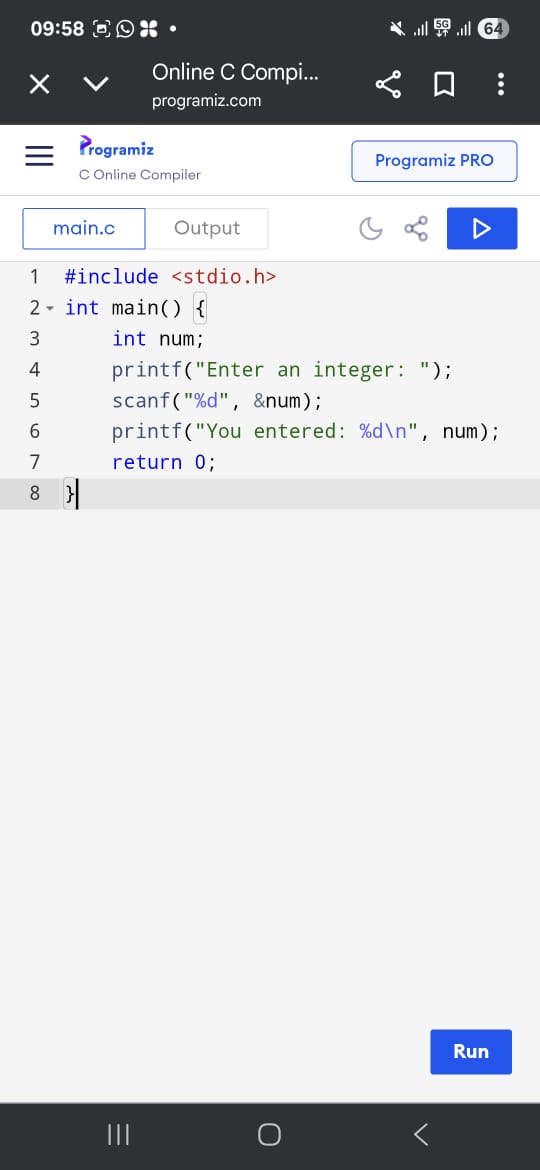 09:58
5G
64
Online C Compi...
programiz.com
Programiz
C Online Compiler
Programiz PRO
main.c
Output
1 #include <stdio.h>
2 int main() {
3     int num;
4     printf("Enter an integer: ");
5     scanf("%d", &num);
6     printf("You entered: %d\n", num);
7     return 0;
8 }
Run